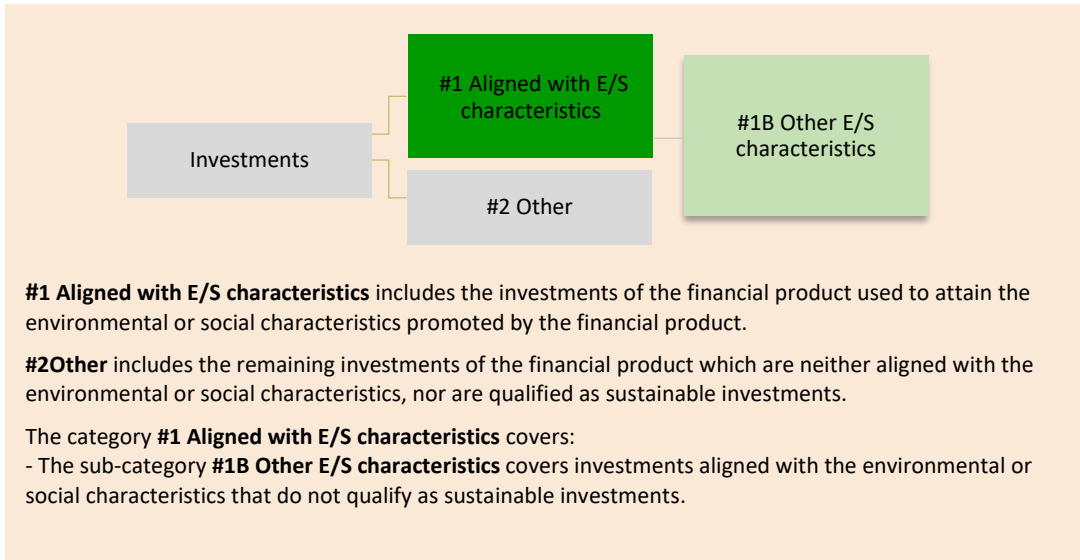 #1 Aligned with E/S
characteristics
#1B Other E/S
characteristics
Investments
#2 Other
#1 Aligned with E/S characteristics includes the investments of the financial product used to attain the
environmental or social characteristics promoted by the financial product.
#2Other includes the remaining investments of the financial product which are neither aligned with the
environmental or social characteristics, nor are qualified as sustainable investments.
The category #1 Aligned with E/S characteristics covers:
- The sub-category #1B Other E/S characteristics covers investments aligned with the environmental or
social characteristics that do not qualify as sustainable investments.